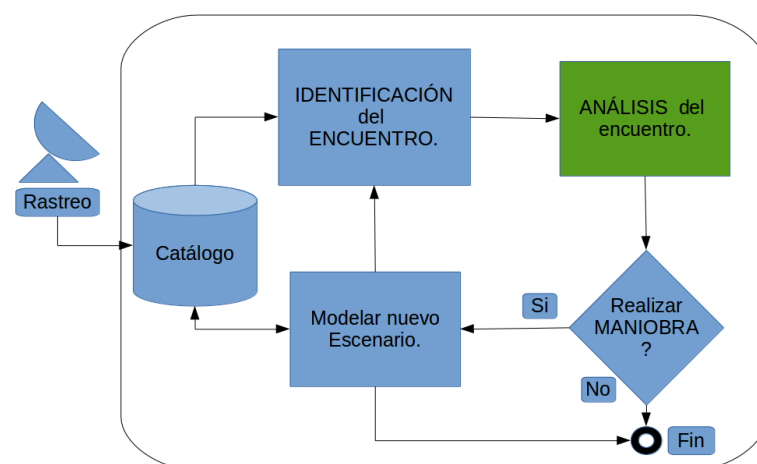 IDENTIFICACIÓN
del
ENCUENTRO.
ANÁLISIS del
encuentro.
Rastreo
Catálogo
Modelar nuevo
Escenario.
Si
Realizar
MANIOBRA
?
No
Fin